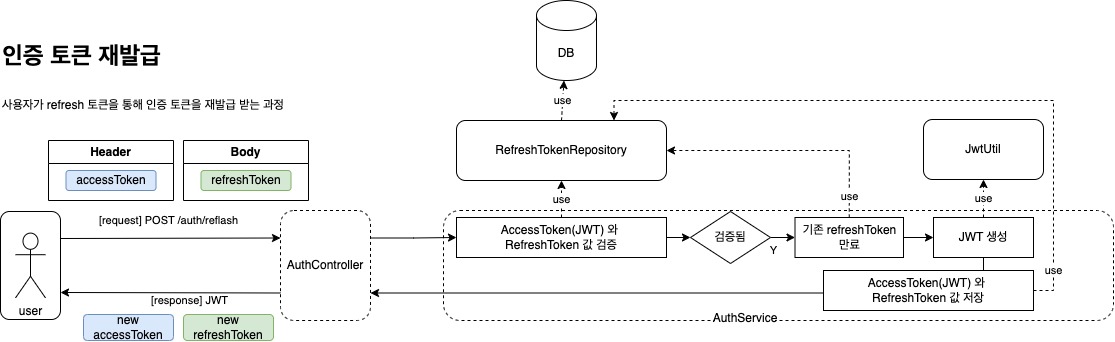 인증 토큰 재발급
사용자가 refresh 토큰을 통해 인증 토큰을 재발급 받는 과정
Header
accessToken
Body
refreshToken
[request] POST /auth/reflash
user
[response] JWT
new
accessToken
new
refreshToken
AuthController
DB
use
RefreshTokenRepository
JwtUtil
use
use
use
AccessToken(JWT) 와
RefreshToken 값 검증
검증됨
Y
기존 refreshToken
만료
JWT 생성
use
AccessToken(JWT) 와
RefreshToken 값 저장
AuthService